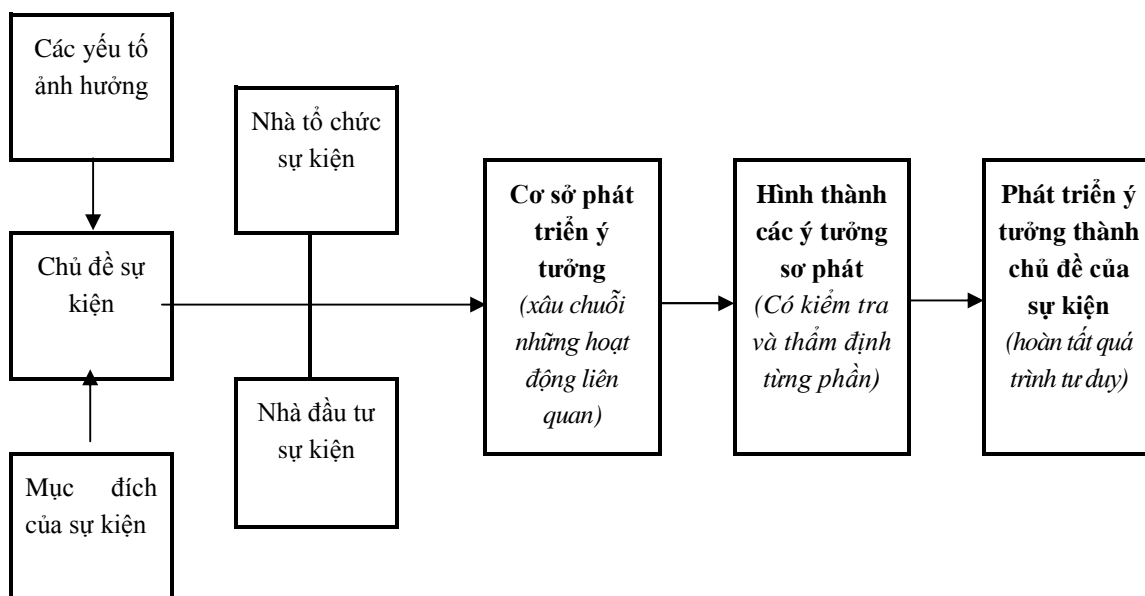 Các yếu tố
ảnh hưởng
Chủ đề sự
kiện
Mục đích
của sự kiện
Nhà tổ chức
sự kiện
Nhà đầu tư
sự kiện
Cơ sở phát
triển ý
tưởng
(xâu chuỗi
những hoạt
động liên
quan)
Hình thành
các ý tưởng
sơ phát
(Có kiểm tra
và thẩm định
từng phần)
Phát triển ý
tưởng thành
chủ đề của
sự kiện
(hoàn tất quá
trình tư duy)